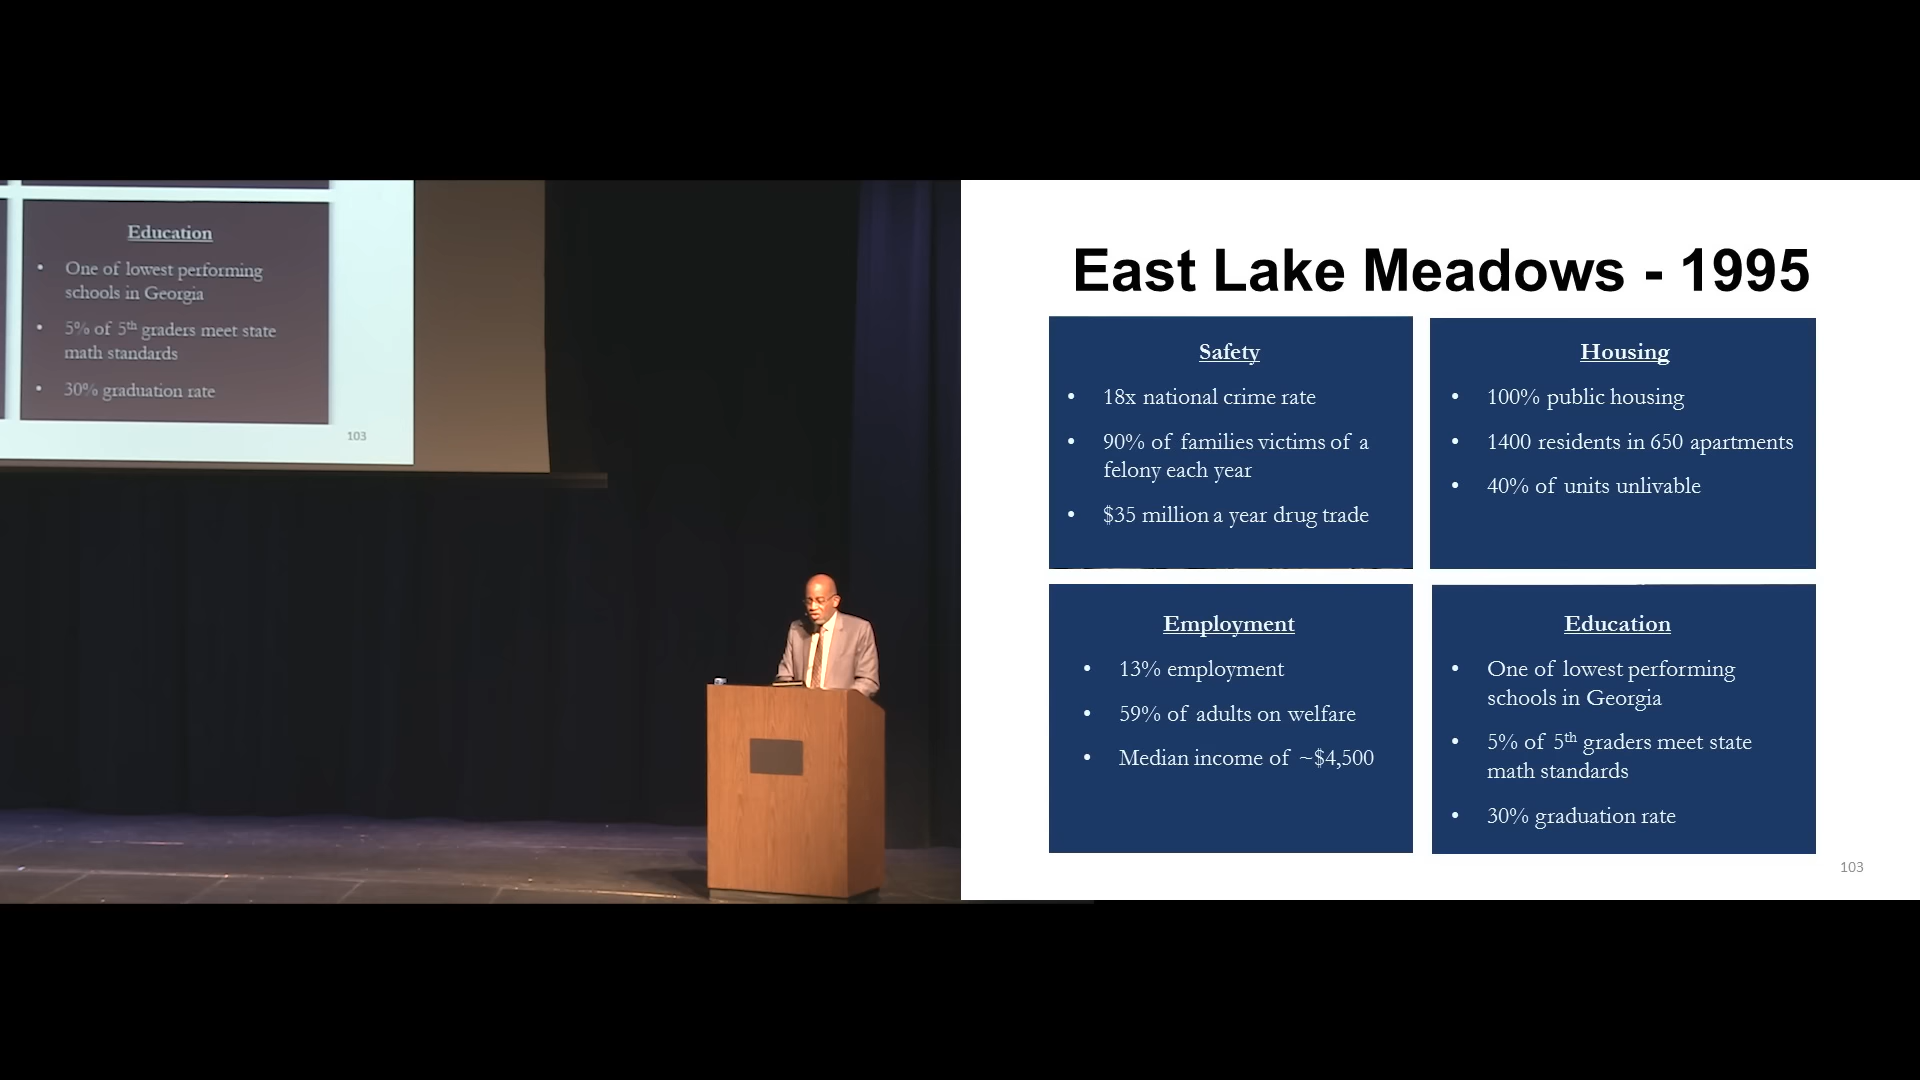 Education
• One of lowest performing
schools in Georgia
• 5% of 5th graders meet state
math standards
• 30% graduation rate
103
East Lake Meadows - 1995
Safety
• 18x national crime rate
• 90% of families victims of a
felony each year
• $35 million a year drug trade
Housing
• 100% public housing
• 1400 residents in 650 apartments
• 40% of units unlivable
Employment
• 13% employment
• 59% of adults on welfare
• Median income of ~$4,500
Education
• One of lowest performing
schools in Georgia
• 5% of 5th graders meet state
math standards
• 30% graduation rate
103